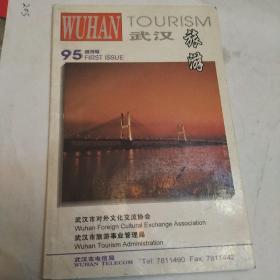 WUHAN TOURISM
武汉旅游
95 创刊号
FIRST ISSUE
武汉市对外文化交流协会
Wuhan Foreign Cultural Exchange Association
武汉市旅游事业管理局
Wuhan Tourism Administration
武汉市电信局
WUHAN TELECOM Tel: 7811490 Fax: 7811442